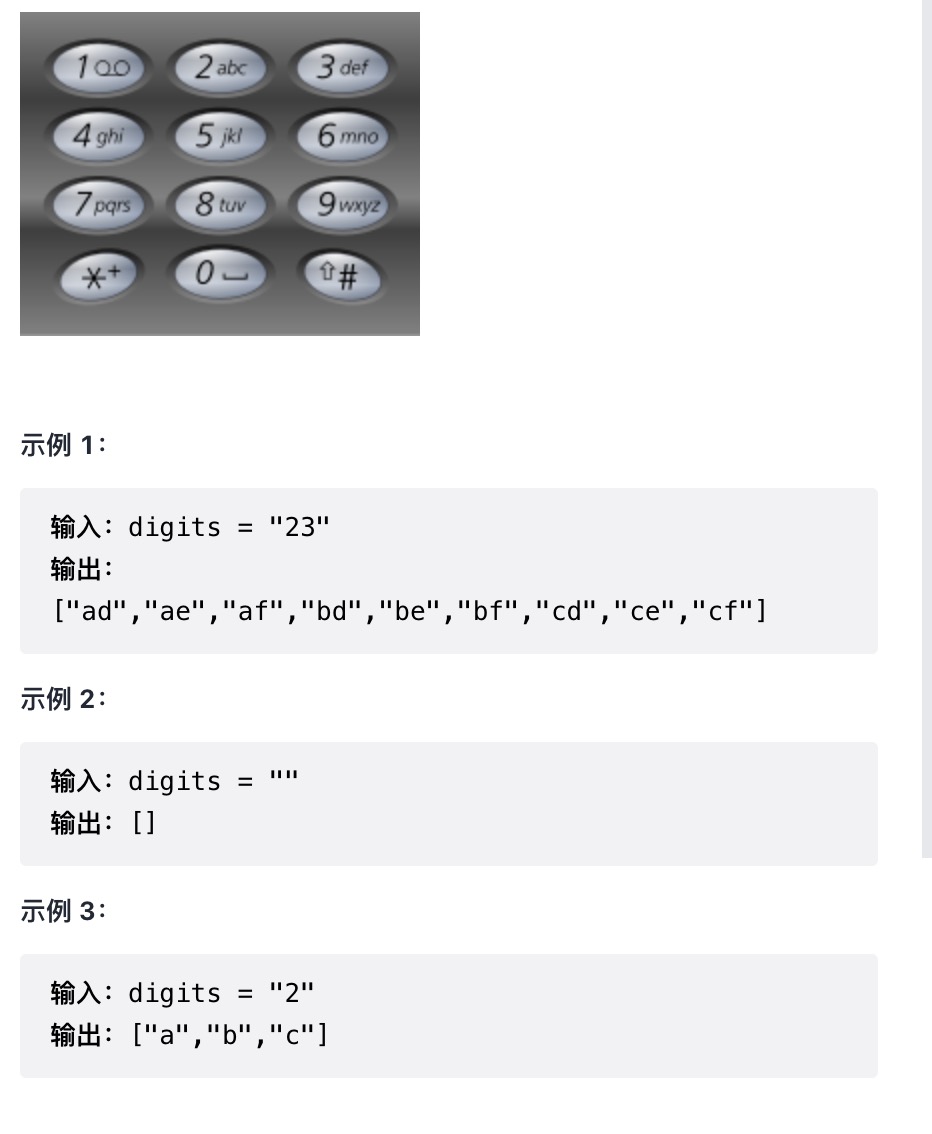 1
2 abc
3 def
4 ghi
5 jkl
6 mno
7 pqrs
8 tuv
9 wxyz
*+
0
#
示例 1：
输入：digits = "23"
输出：
["ad","ae","af","bd","be","bf","cd","ce","cf"]
示例 2：
输入：digits = ""
输出：[]
示例 3：
输入：digits = "2"
输出：["a","b","c"]